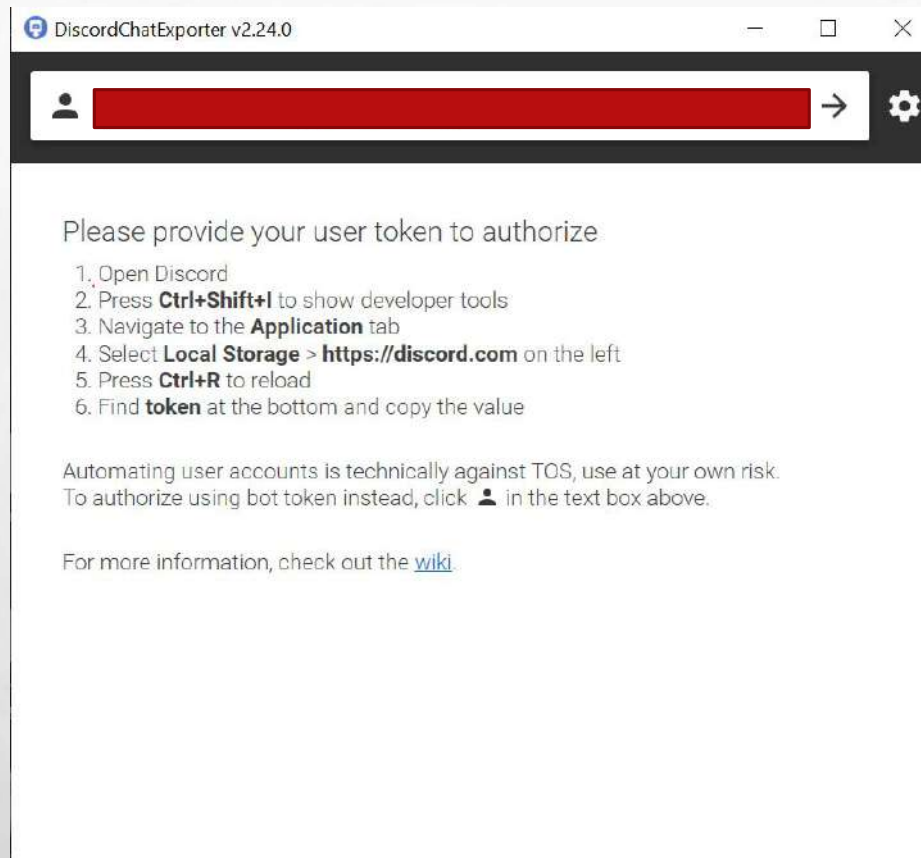 DiscordChatExporter v2.24.0
Please provide your user token to authorize
1. Open Discord
2. Press Ctrl+Shift+I to show developer tools
3. Navigate to the Application tab
4. Select Local Storage > https://discord.com on the left
5. Press Ctrl+R to reload
6. Find token at the bottom and copy the value
Automating user accounts is technically against TOS, use at your own risk.
To authorize using bot token instead, click in the text box above.
For more information, check out the wiki.